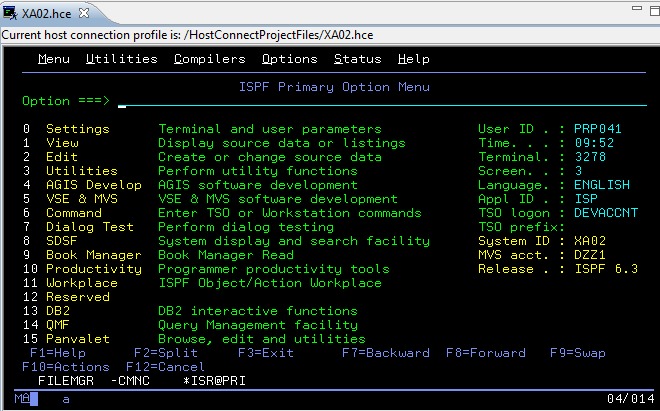 XA02.hce
Current host connection profile is: /HostConnectProjectFiles/XA02.hce
Menu Utilities Compilers Options Status Help
ISPF Primary Option Menu
Option ===>
0 Settings Terminal and user parameters User ID . : PRP041
1 View Display source data or listings Time. . . : 09:52
2 Edit Create or change source data Terminal. : 3278
3 Utilities Perform utility functions Screen. . : 3
4 AGIS Develop AGIS software development Language. : ENGLISH
5 VSE & MVS VSE & MVS software development Appl ID . : ISP
6 Command Enter TSO or Workstation commands TSO logon : DEVACCNT
7 Dialog Test Perform dialog testing TSO prefix:
8 SDSF System display and search facility System ID : XA02
9 Book Manager Book Manager Read MVS acct. : DZZ1
10 Productivity Programmer productivity tools Release . : ISPF 6.3
11 Workplace ISPF Object/Action Workplace
12 Reserved
13 DB2 DB2 interactive functions
14 QMF Query Management facility
15 Panvalet Browse, edit and utilities
F1=Help F2=Split F3=Exit F7=Backward F8=Forward F9=Swap
F10=Actions F12=Cancel
FILEMGR -CMNC *ISR@PRI
MA a 04/014